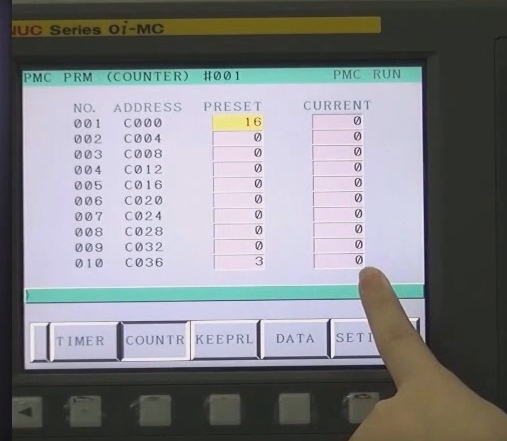 UC Series 0i-MC
PMC PRM (COUNTER) #001 PMC RUN
NO. ADDRESS PRESET CURRENT
001 C000 16 0
002 C004 0 0
003 C008 0 0
004 C012 0 0
005 C016 0 0
006 C020 0 0
007 C024 0 0
008 C028 0 0
009 C032 0 0
010 C036 3 0
)
TIMER COUNTR KEEPRL DATA